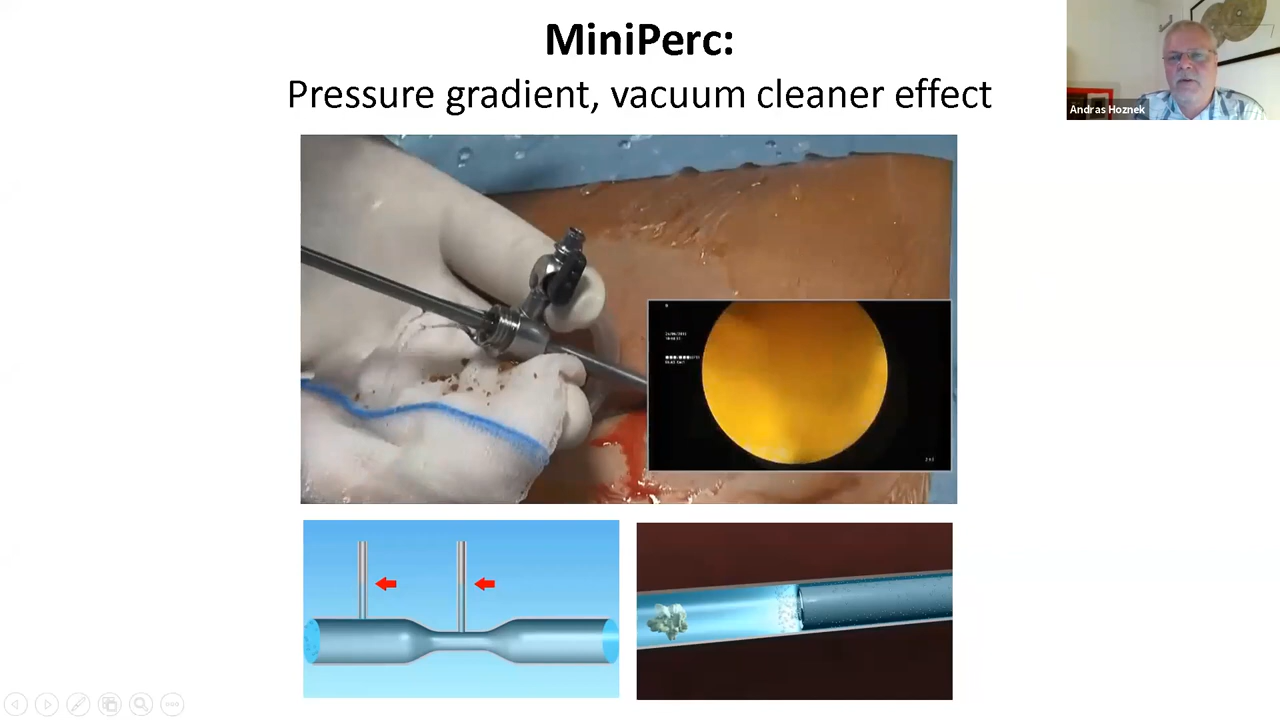 MiniPerc:
Pressure gradient, vacuum cleaner effect
Andras Hoznek